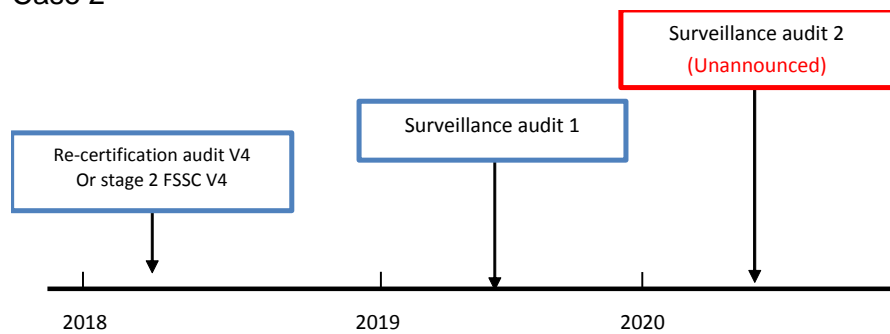 Case 2
Surveillance audit 2
(Unannounced)
Surveillance audit 1
Re-certification audit V4
Or stage 2 FSSC V4
2018
2019
2020